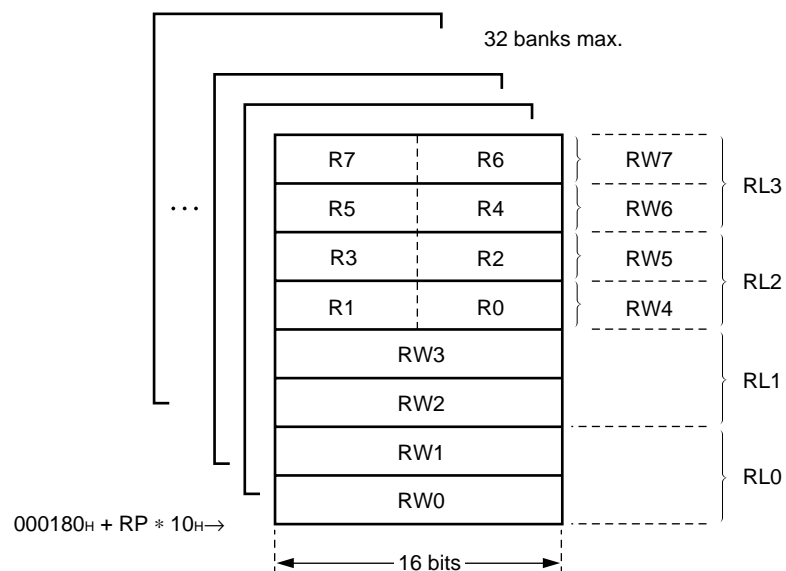 32 banks max.
R7 R6 RW7
RL3
R5 R4 RW6
...
R3 R2 RW5
RL2
R1 R0 RW4
RW3
RL1
RW2
RW1
RL0
RW0
000180H + RP * 10H→
16 bits